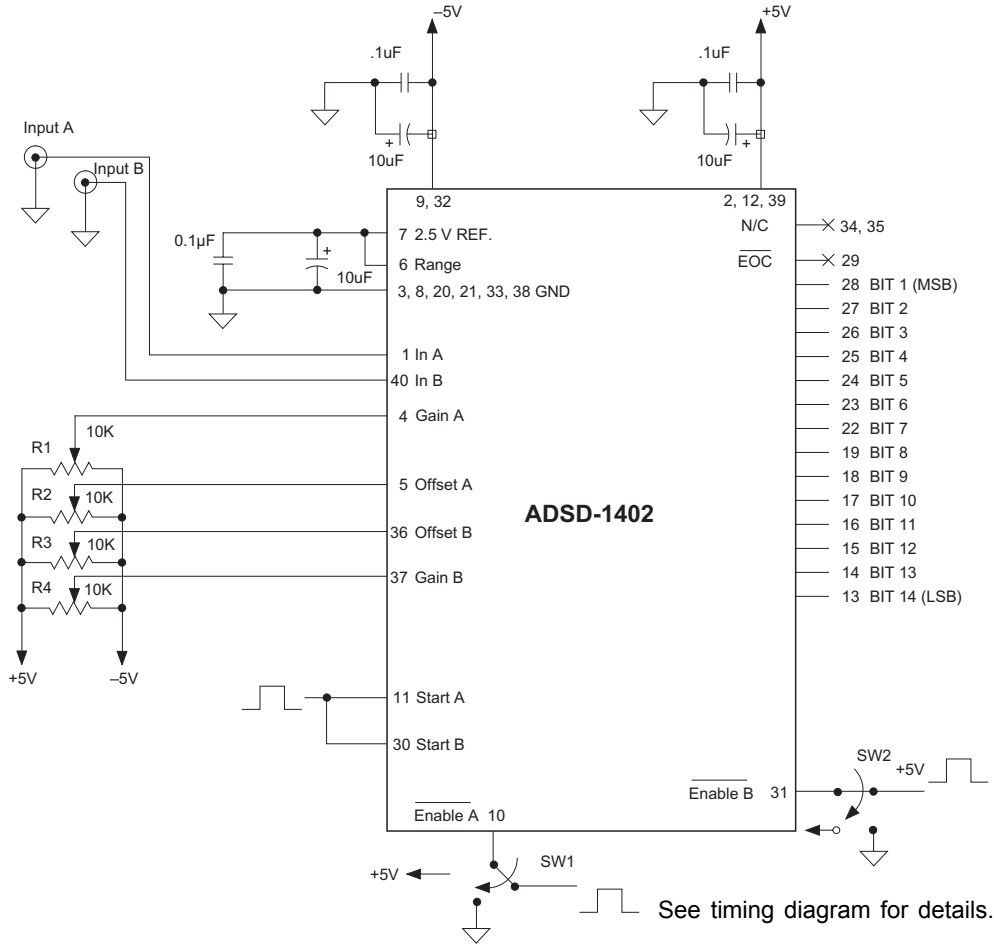 –5V
+5V
.1uF
.1uF
+
10uF
10uF
+
Input A
Input B
9, 32
2, 12, 39
N/C
34, 35
EOC
29
0.1µF
+
10uF
7 2.5 V REF.
6 Range
3, 8, 20, 21, 33, 38 GND
1 In A
40 In B
4 Gain A
5 Offset A
36 Offset B
37 Gain B
28 BIT 1 (MSB)
27 BIT 2
26 BIT 3
25 BIT 4
24 BIT 5
23 BIT 6
22 BIT 7
19 BIT 8
18 BIT 9
17 BIT 10
16 BIT 11
15 BIT 12
14 BIT 13
13 BIT 14 (LSB)
R1
10K
R2
10K
R3
10K
R4
10K
ADSD-1402
+5V
–5V
11 Start A
30 Start B
Enable B 31
SW2
+5V
Enable A 10
+5V
SW1
See timing diagram for details.